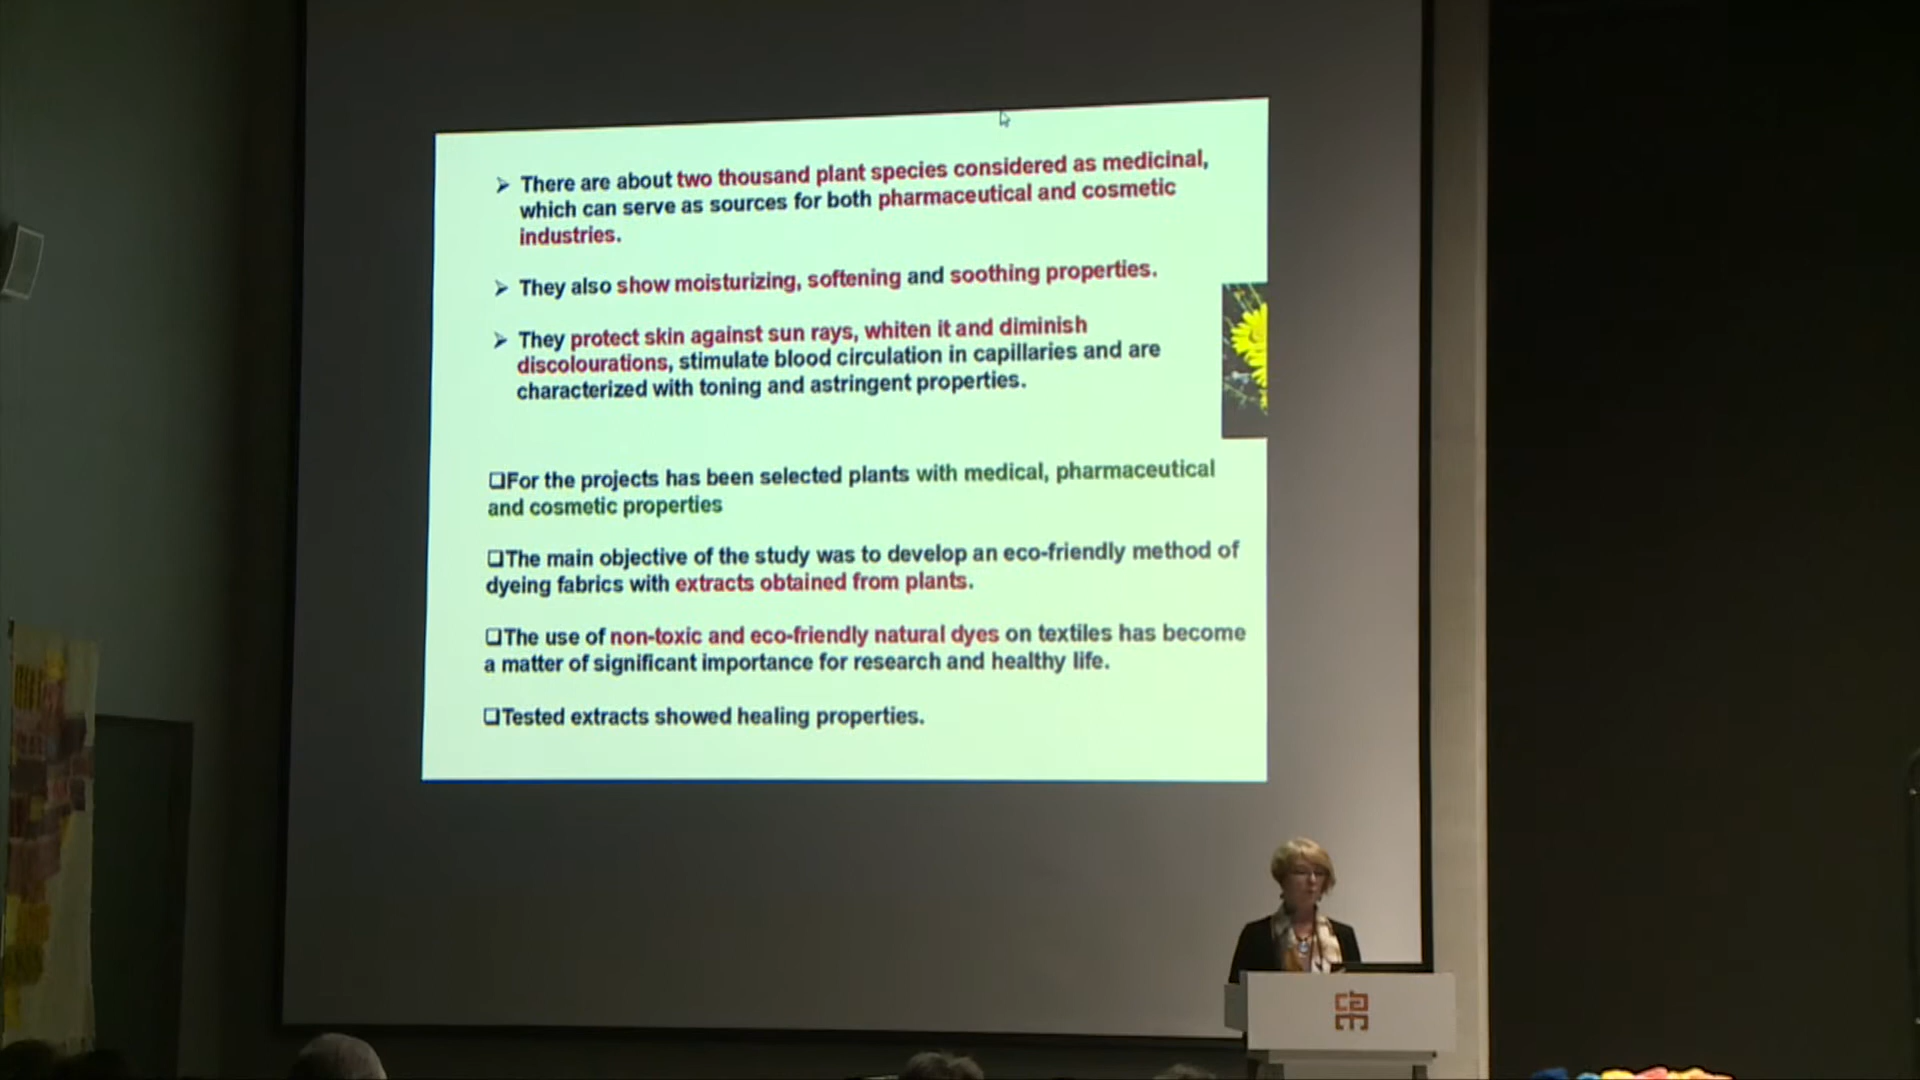 ➢ There are about two thousand plant species considered as medicinal,
which can serve as sources for both pharmaceutical and cosmetic
industries.
➢ They also show moisturizing, softening and soothing properties.
➢ They protect skin against sun rays, whiten it and diminish
discolourations, stimulate blood circulation in capillaries and are
characterized with toning and astringent properties.
❑For the projects has been selected plants with medical, pharmaceutical
and cosmetic properties
❑The main objective of the study was to develop an eco-friendly method of
dyeing fabrics with extracts obtained from plants.
❑The use of non-toxic and eco-friendly natural dyes on textiles has become
a matter of significant importance for research and healthy life.
❑Tested extracts showed healing properties.